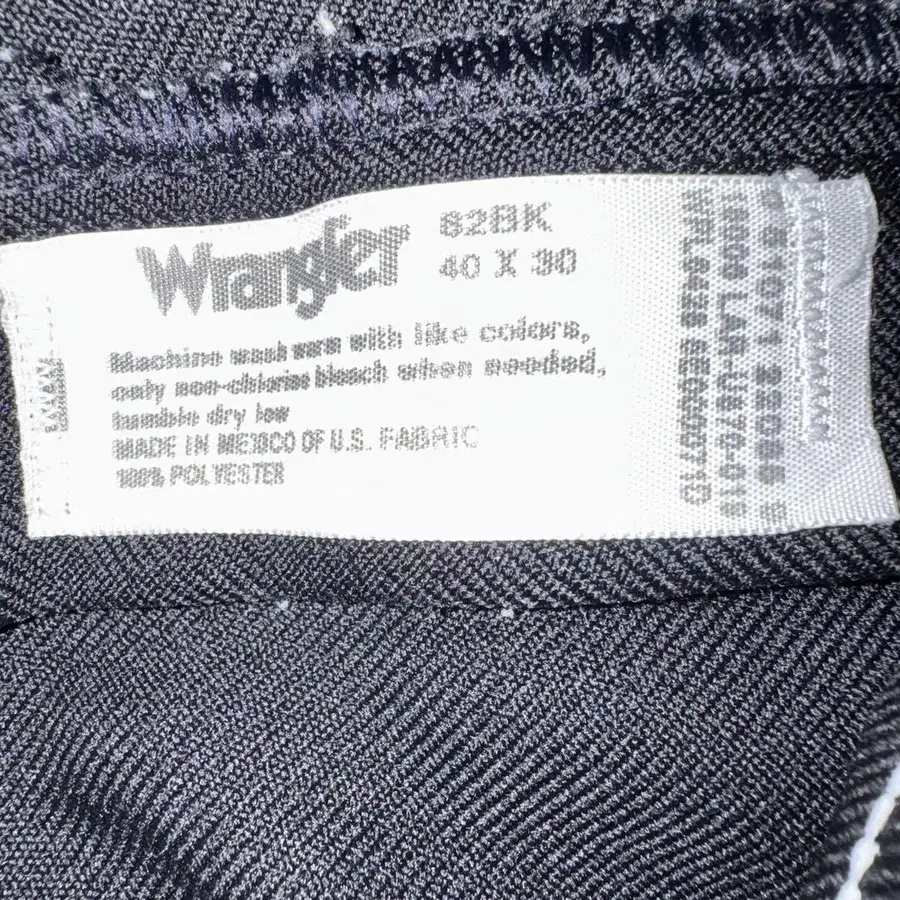 Wrangler
82BK
40 X 30
Machine wash warm with like colors,
only non-chlorine bleach when needed,
tumble dry low
MADE IN MEXICO OF U.S. FABRIC
100% POLYESTER